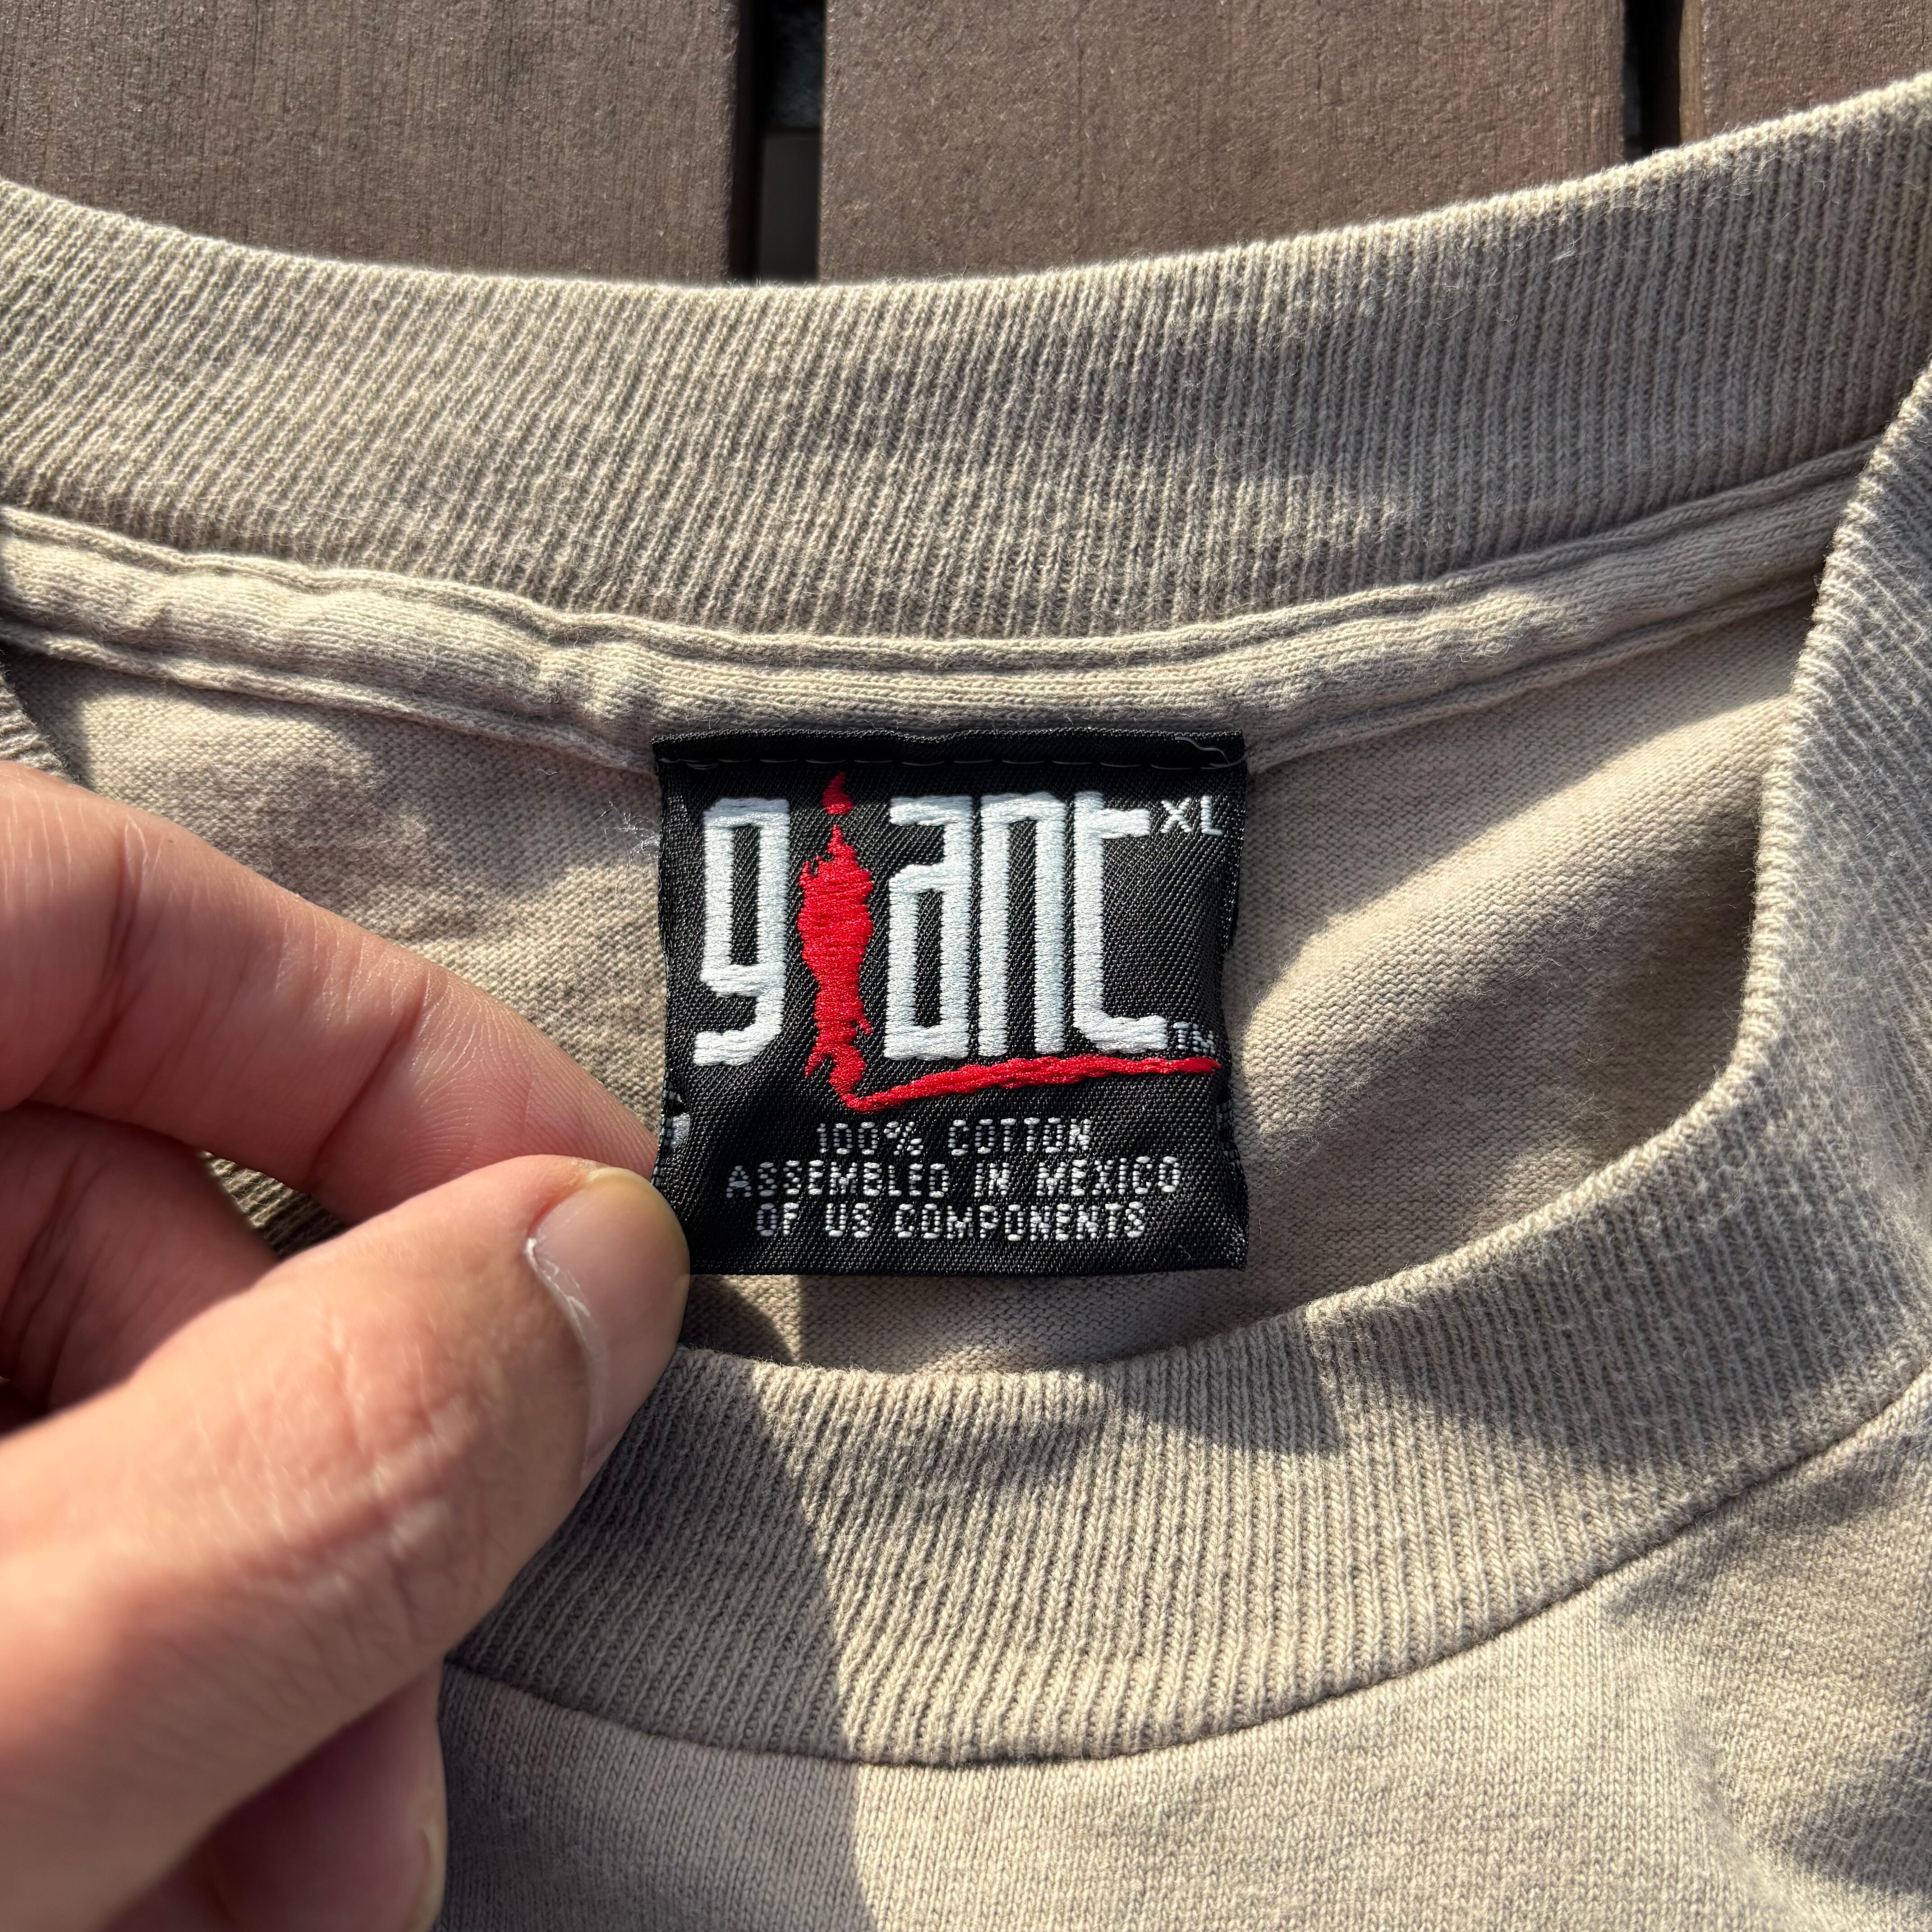 giant XL
TM
100% COTTON
ASSEMBLED IN MEXICO
OF US COMPONENTS